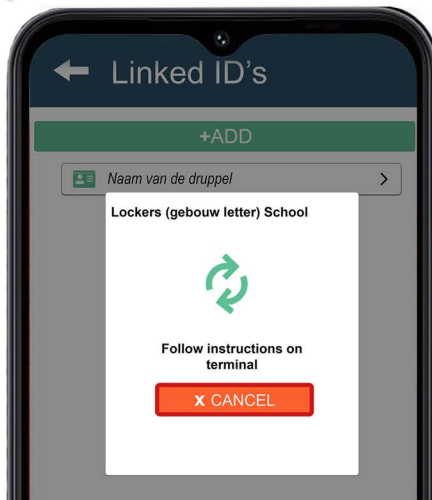 Linked ID's
+ADD
Naam van de druppel
Lockers (gebouw letter) School
Follow instructions on
terminal
X CANCEL